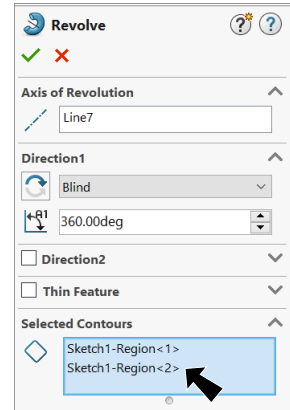 Revolve
Axis of Revolution
Line7
Direction1
Blind
A1
360.00deg
Direction2
Thin Feature
Selected Contours
Sketch1-Region<1>
Sketch1-Region<2>